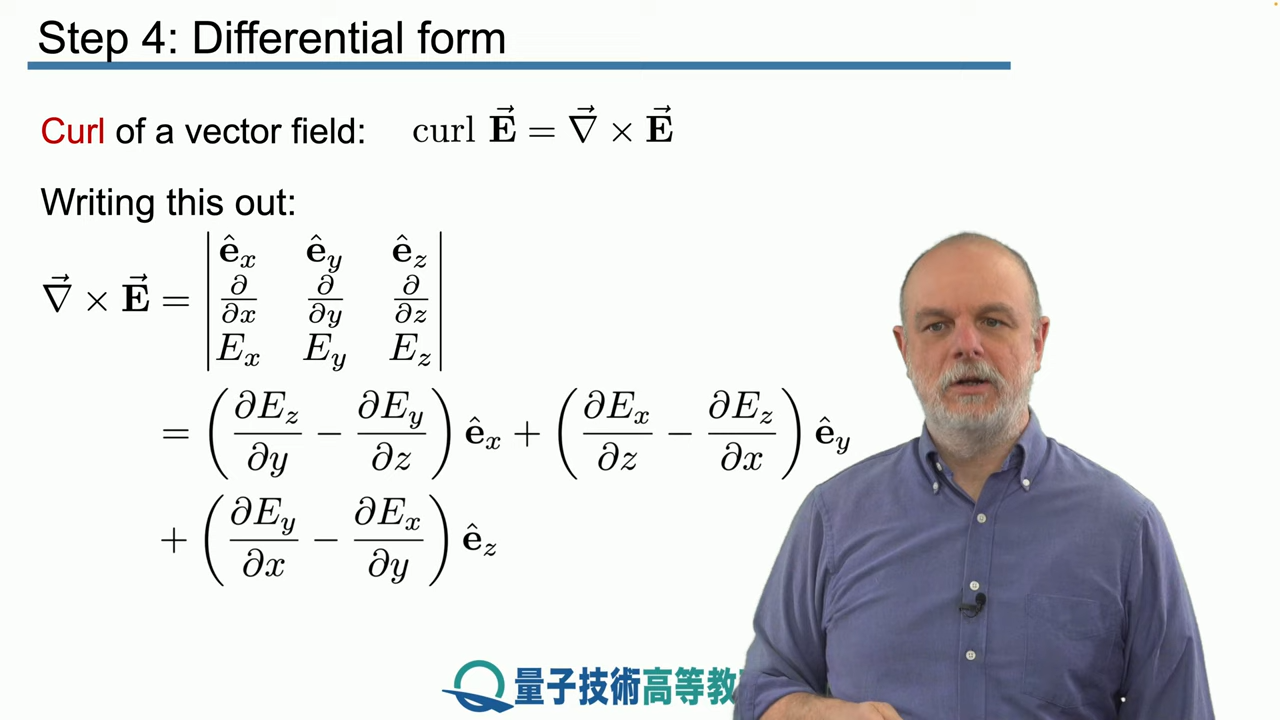 Step 4: Differential form
Curl of a vector field: curl E⃗ = ∇⃗ × E⃗
Writing this out:
∇⃗ × E⃗ = | ê_x ê_y ê_z |
| ∂/∂x ∂/∂y ∂/∂z |
| E_x E_y E_z |
= (∂E_z/∂y − ∂E_y/∂z) ê_x + (∂E_x/∂z − ∂E_z/∂x) ê_y
+ (∂E_y/∂x − ∂E_x/∂y) ê_z
量子技術高等教